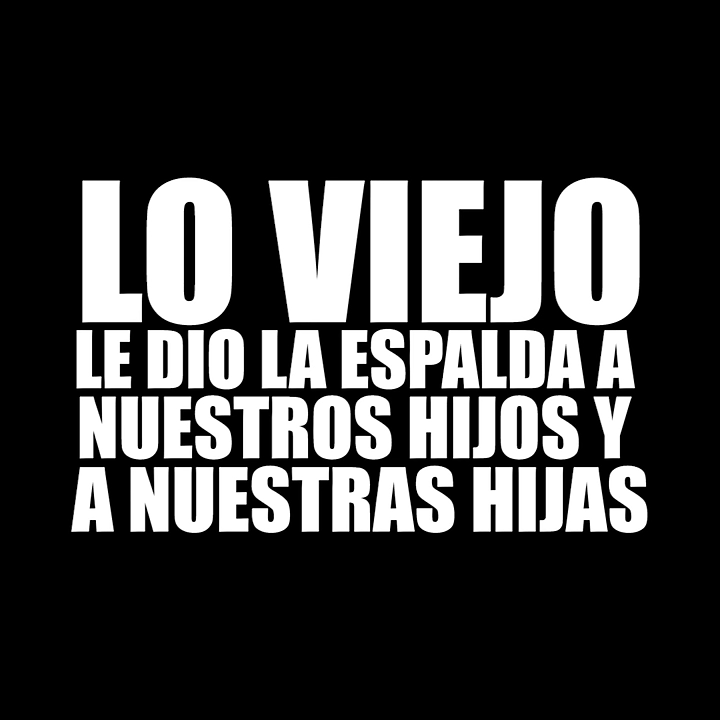 LO VIEJO
LE DIO LA ESPALDA A
NUESTROS HIJOS Y
A NUESTRAS HIJAS